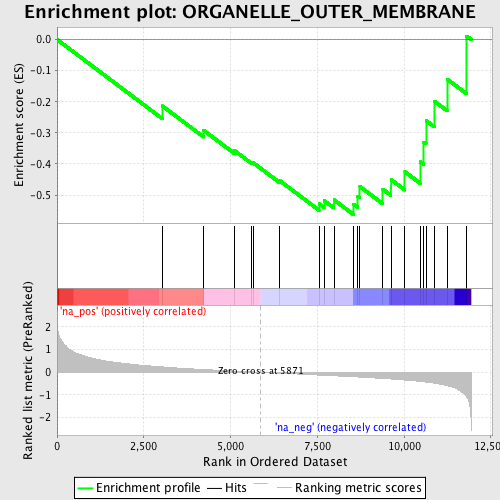 Enrichment plot: ORGANELLE_OUTER_MEMBRANE
Enrichment score (ES)
0.0
-0.1
-0.2
-0.3
-0.4
-0.5
'na_pos' (positively correlated)
Ranked list metric (PreRanked)
2
1
0
-1
-2
Zero cross at 5871
'na_neg' (negatively correlated)
0
2,500
5,000
7,500
10,000
12,500
Rank in Ordered Dataset
Enrichment profile
Hits
Ranking metric scores